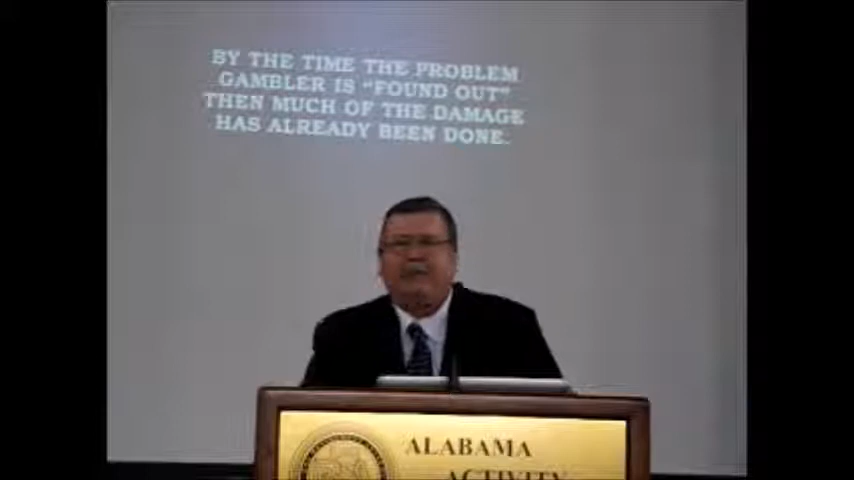 BY THE TIME THE PROBLEM
GAMBLER IS “FOUND OUT”
THEN MUCH OF THE DAMAGE
HAS ALREADY BEEN DONE.
ALABAMA
ACTIVITY